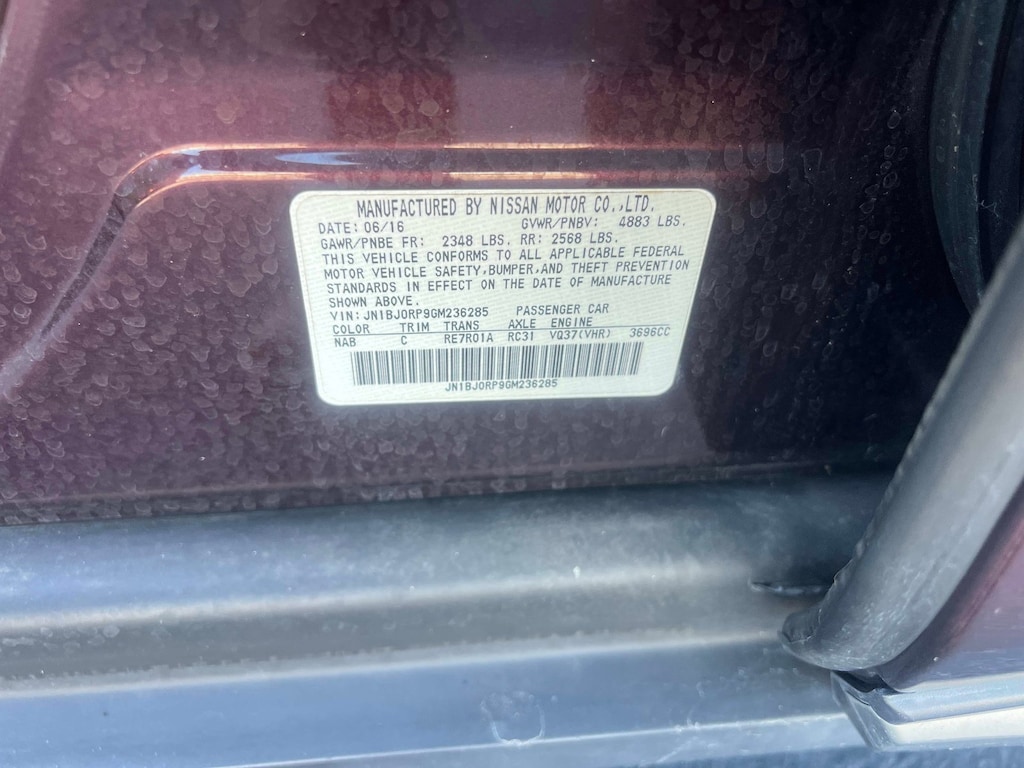 MANUFACTURED BY NISSAN MOTOR CO.,LTD.
DATE: 06/16 GVWR/PNBV: 4883 LBS.
GAWR/PNBE FR: 2348 LBS. RR: 2568 LBS.
THIS VEHICLE CONFORMS TO ALL APPLICABLE FEDERAL
MOTOR VEHICLE SAFETY,BUMPER,AND THEFT PREVENTION
STANDARDS IN EFFECT ON THE DATE OF MANUFACTURE
SHOWN ABOVE.
VIN: JN1BJ0RP9GM236285 PASSENGER CAR
COLOR TRIM TRANS AXLE ENGINE
NAB C RE7R01A RC31 VQ37(VHR) 3696CC
JN1BJ0RP9GM236285